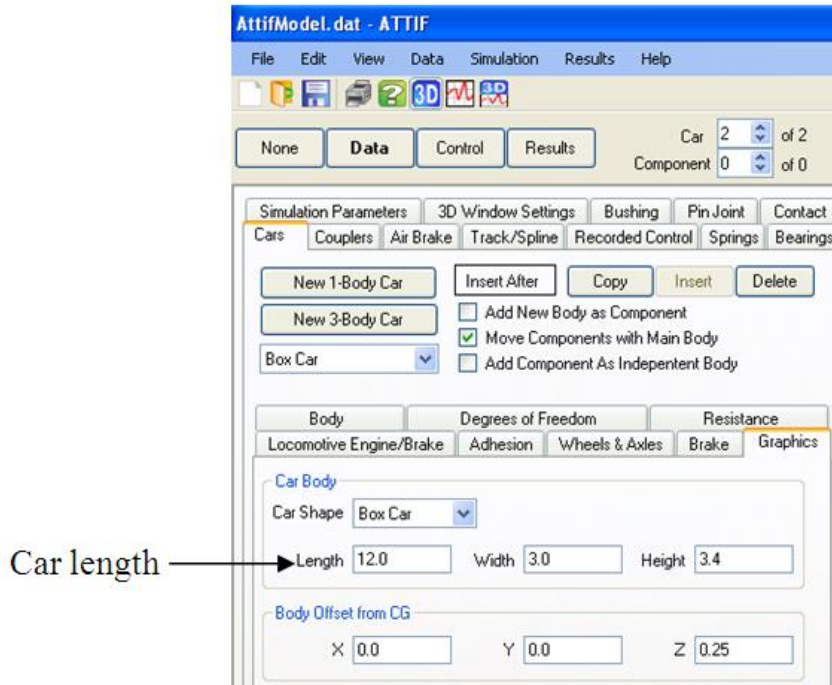 AttifModel.dat - ATTIF
File Edit View Data Simulation Results Help
3D 3D
None Data Control Results
Car 2 of 2
Component 0 of 0
Simulation Parameters 3D Window Settings Bushing Pin Joint Contact
Cars Couplers Air Brake Track/Spline Recorded Control Springs Bearings
New 1-Body Car Insert After Copy Insert Delete
New 3-Body Car
Add New Body as Component
Move Components with Main Body
Box Car
Add Component As Indepentent Body
Body Degrees of Freedom Resistance
Locomotive Engine/Brake Adhesion Wheels & Axles Brake Graphics
Car Body
Car Shape Box Car
Car length
Length 12.0 Width 3.0 Height 3.4
Body Offset from CG
X 0.0 Y 0.0 Z 0.25